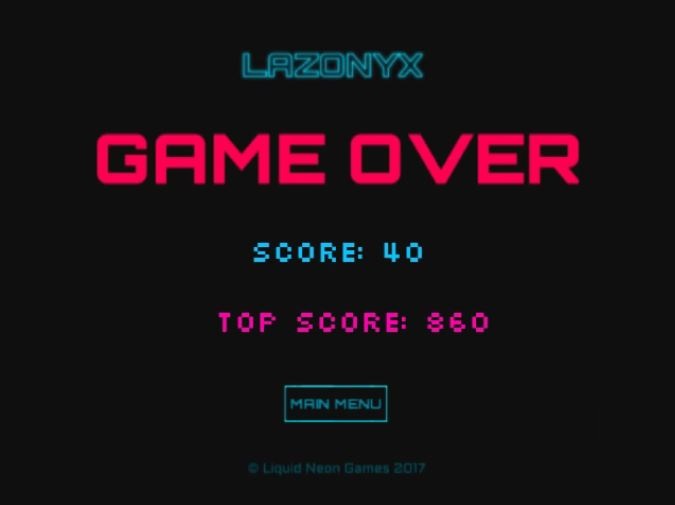 LAZONYX
GAME OVER
SCORE: 40
TOP SCORE: 860
MAIN MENU
© Liquid Neon Games 2017